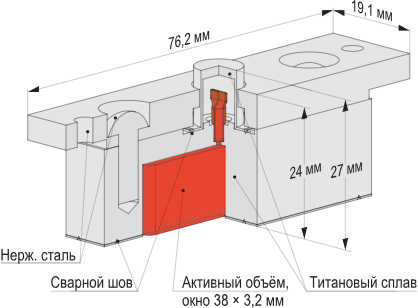 76,2 мм
19,1 мм
24 мм
27 мм
Нерж. сталь
Сварной шов
Активный объём,
окно 38 × 3,2 мм
Титановый сплав